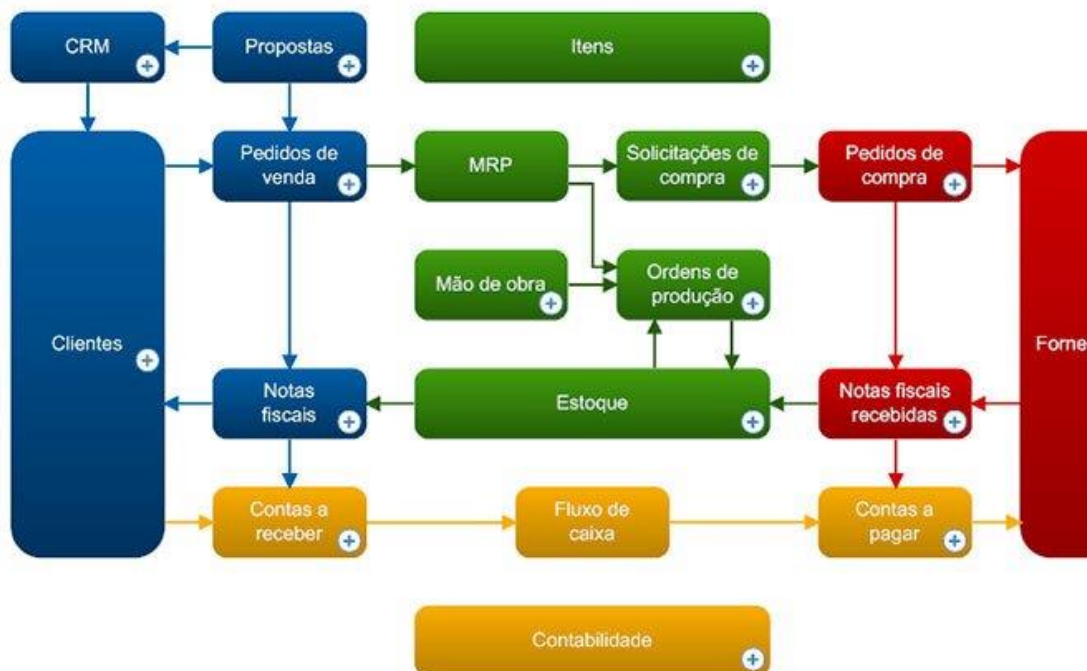 CRM
Propostas
Itens
Pedidos de
venda
MRP
Solicitações de
compra
Pedidos de
compra
Mão de obra
Ordens de
produção
Clientes
Forne
Notas
fiscais
Estoque
Notas fiscais
recebidas
Contas a
receber
Fluxo de
caixa
Contas a
pagar
Contabilidade